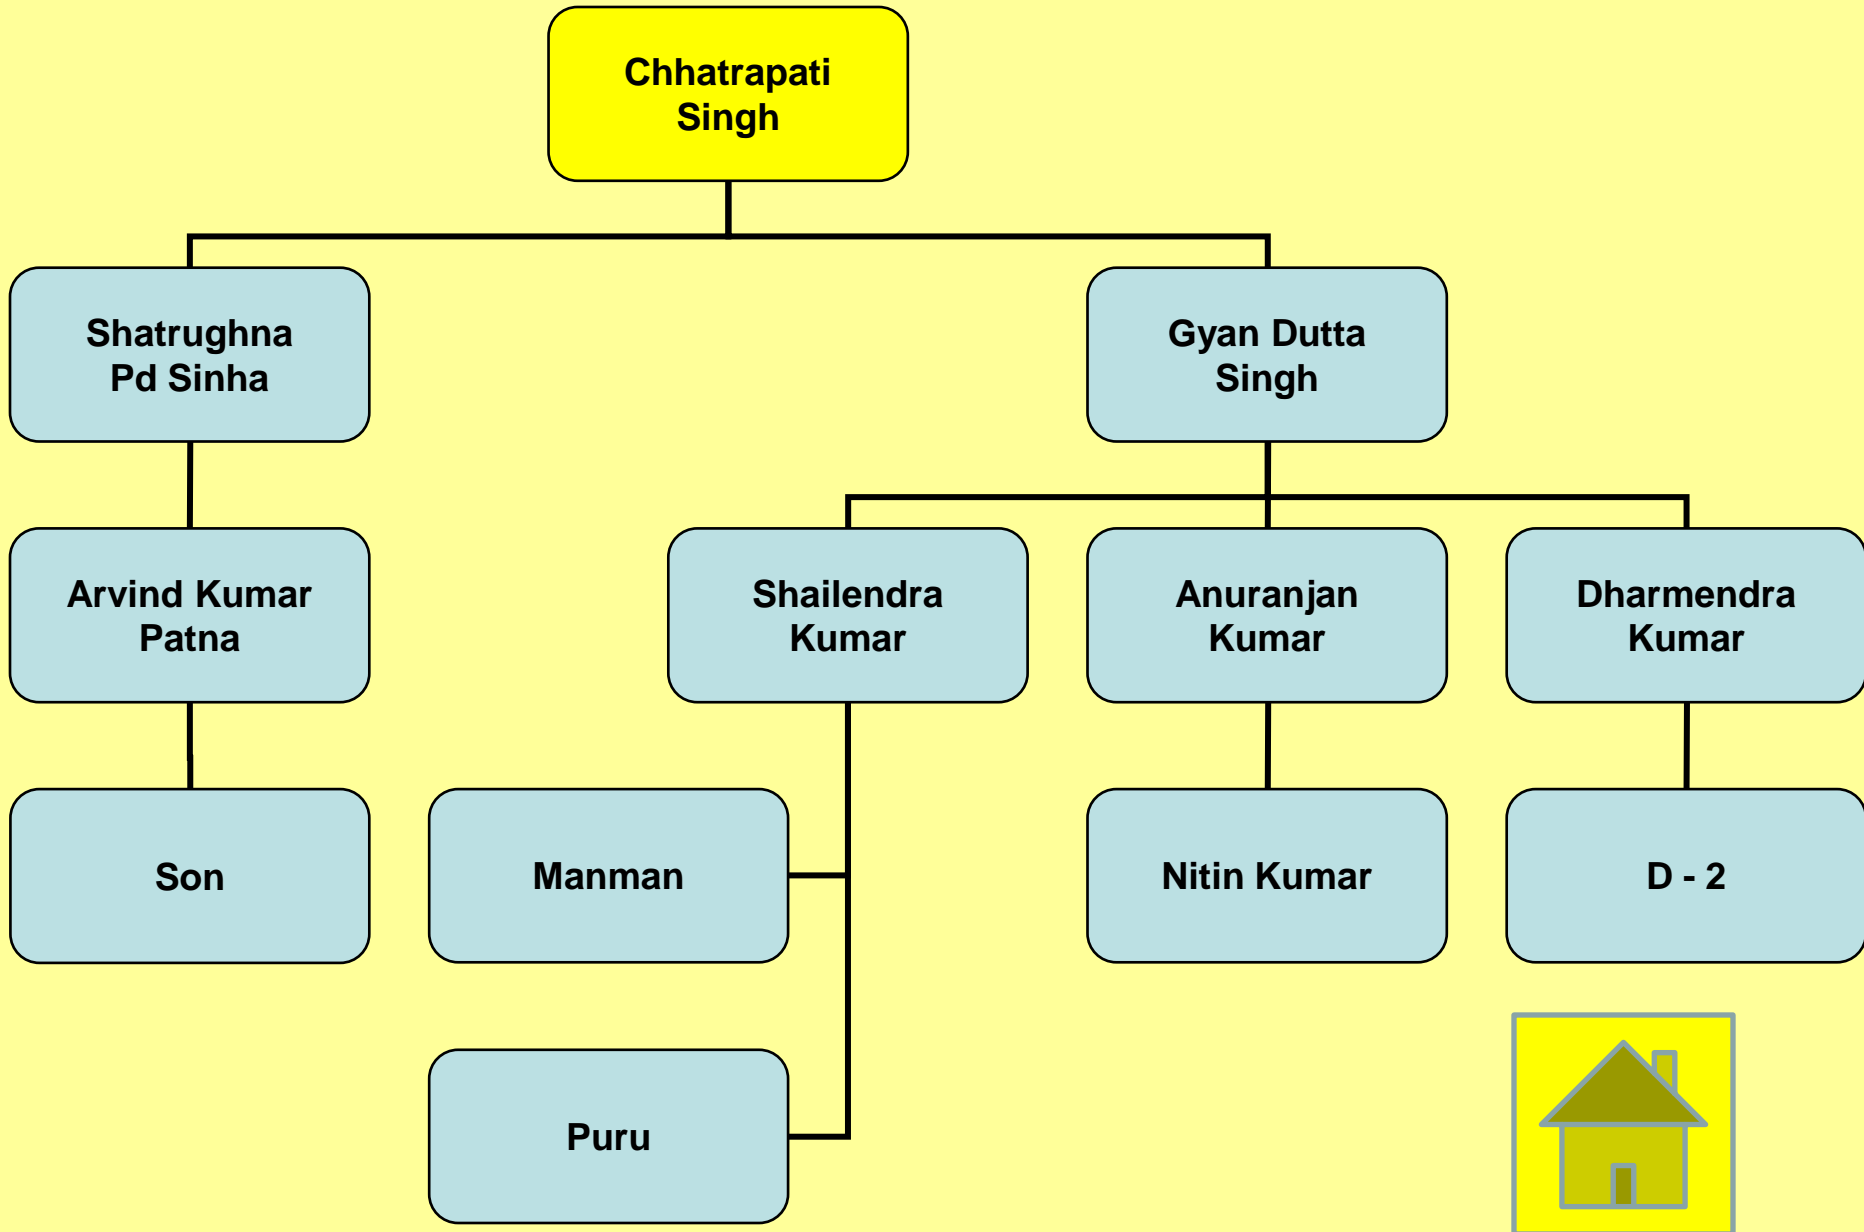 Chhatrapati
Singh
Shatrughna
Pd Sinha
Gyan Dutta
Singh
Arvind Kumar
Patna
Shailendra
Kumar
Anuranjan
Kumar
Dharmendra
Kumar
Son
Manman
Nitin Kumar
D - 2
Puru